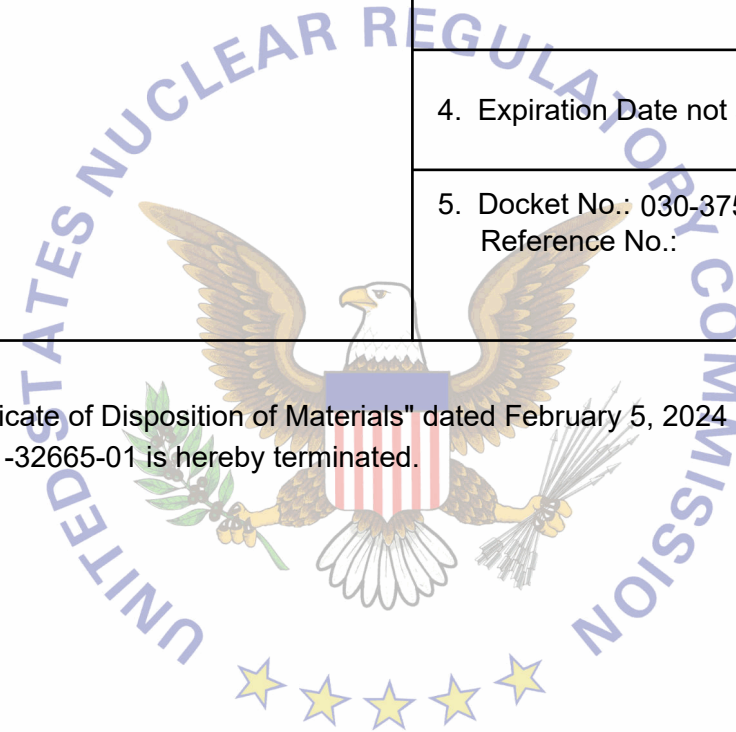 UNITED STATES NUCLEAR REGULATORY COMMISSION
4. Expiration Date not
5. Docket No.: 030-375
Reference No.:
icate of Disposition of Materials" dated February 5, 2024
-32665-01 is hereby terminated.